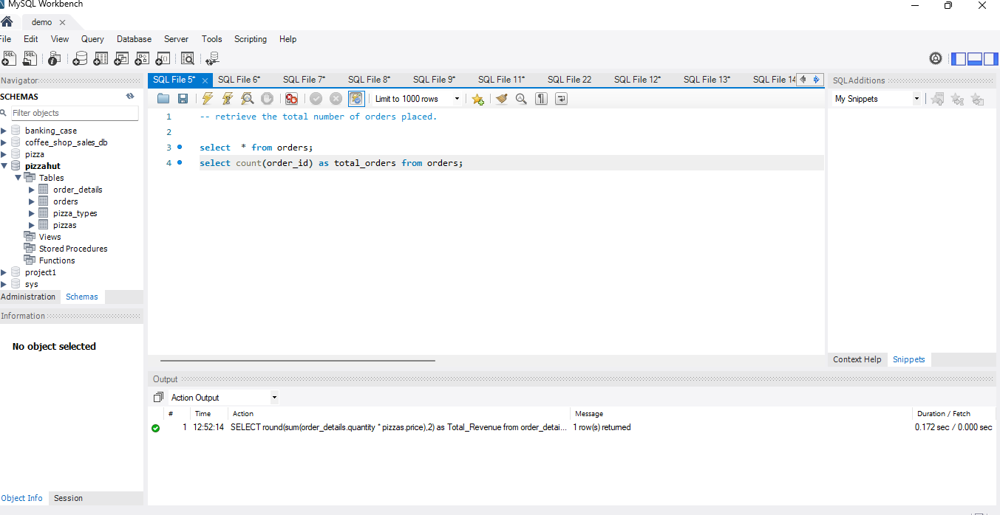 MySQL Workbench
demo
File Edit View Query Database Server Tools Scripting Help
Navigator
SCHEMAS
Filter objects
banking_case
coffee_shop_sales_db
pizza
pizzahut
Tables
order_details
orders
pizza_types
pizzas
Views
Stored Procedures
Functions
project1
sys
Administration Schemas
Information
No object selected
Object Info Session
SQL File 5* SQL File 6* SQL File 7* SQL File 8* SQL File 9* SQL File 11* SQL File 22 SQL File 12* SQL File 13* SQL File 14
Limit to 1000 rows
1 -- retrieve the total number of orders placed.
2
3 select * from orders;
4 select count(order_id) as total_orders from orders;
SQLAdditions
My Snippets
Context Help Snippets
Output
Action Output
# Time Action Message Duration / Fetch
1 12:52:14 SELECT round(sum(order_details.quantity * pizzas.price),2) as Total_Revenue from order_detai... 1 row(s) returned 0.172 sec / 0.000 sec